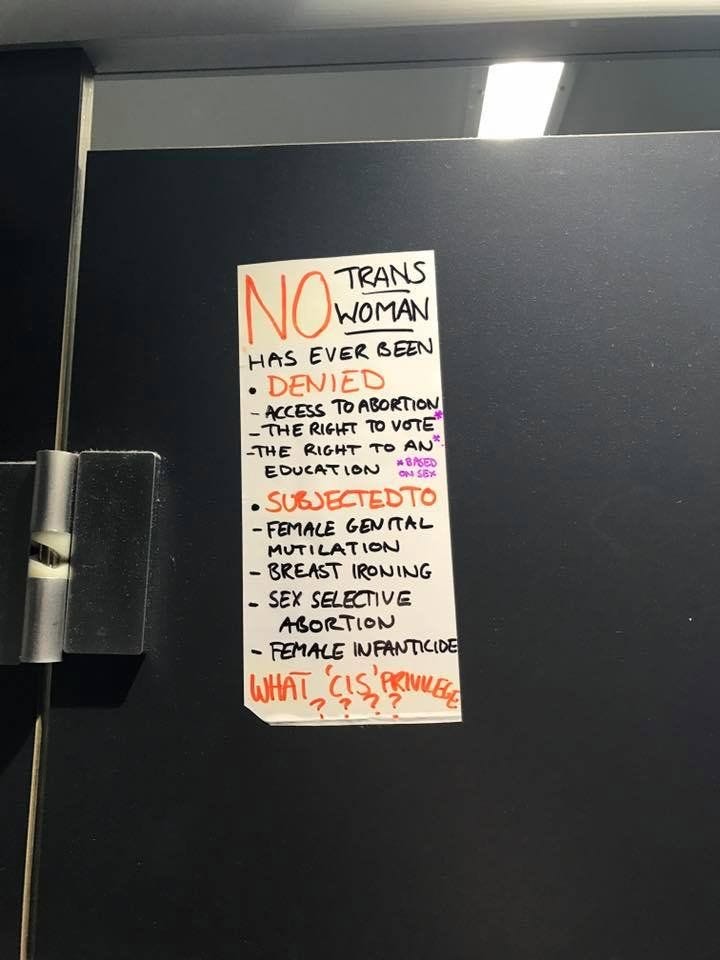 NO TRANS
WOMAN
HAS EVER BEEN
• DENIED
- ACCESS TO ABORTION
- THE RIGHT TO VOTE*
- THE RIGHT TO AN*
EDUCATION *BASED
ON SEX
• SUBJECTED TO
- FEMALE GENITAL
MUTILATION
- BREAST IRONING
- SEX SELECTIVE
ABORTION
- FEMALE INFANTICIDE
WHAT 'CIS' PRIVILEGE
? ? ? ?